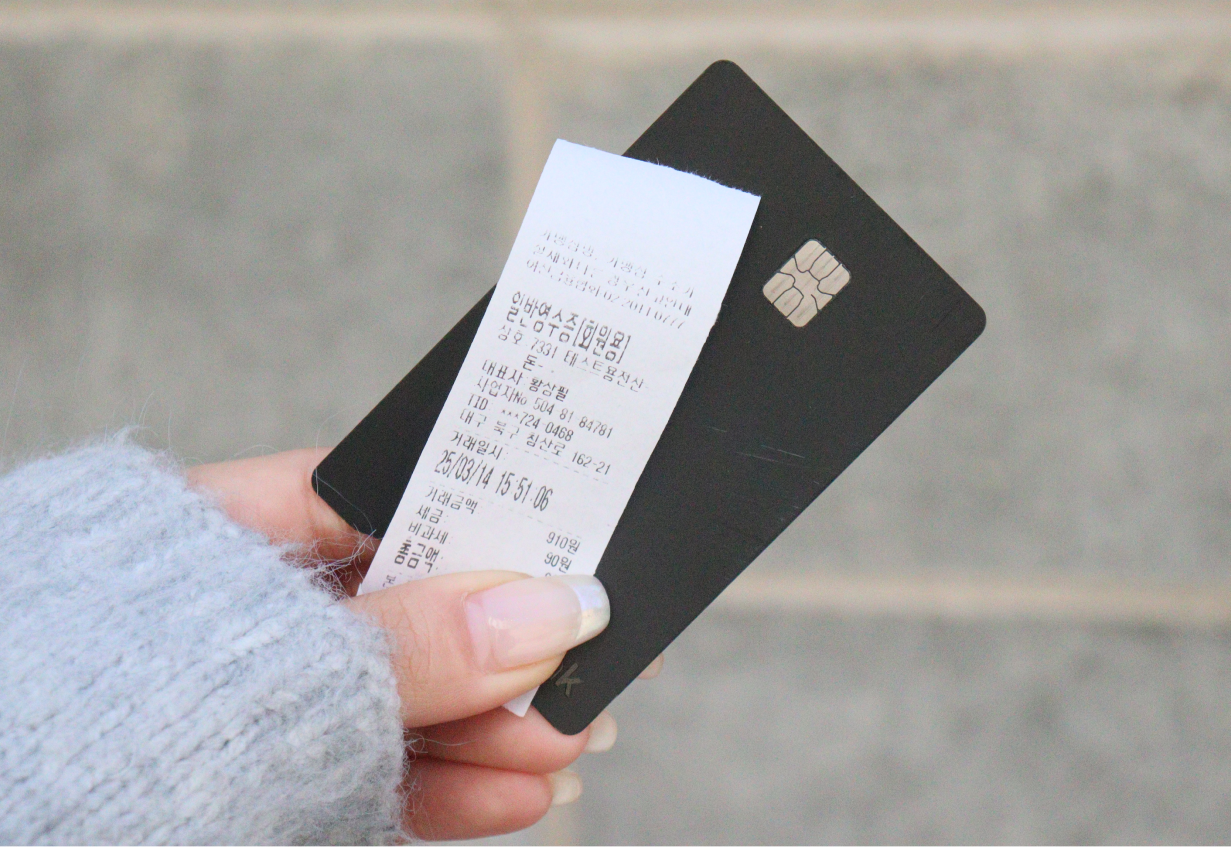 일반영수증[회원용]
상호 7331 테스트용전산
돈-
대표자 황상필
사업자No 504 81 84781
TID ***724 0468
대구 북구 침산로 162-21
거래일시:
25/03/14 15:51:06
거래금액 910원
세금: 90원
비과세
총금액: